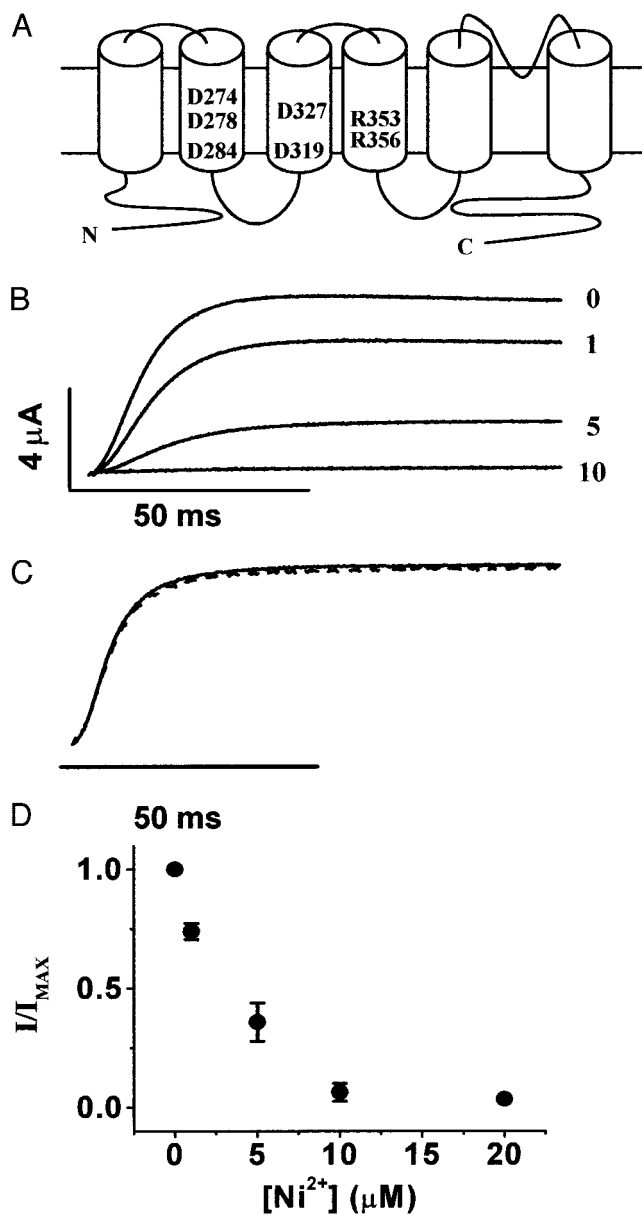 A
D274
D278
D284
D327
D319
R353
R356
N
C
B
0
1
5
10
4 µA
50 ms
C
50 ms
D
1.0
0.5
0.0
I/I_MAX
0 5 10 15 20
[Ni²⁺] (µM)